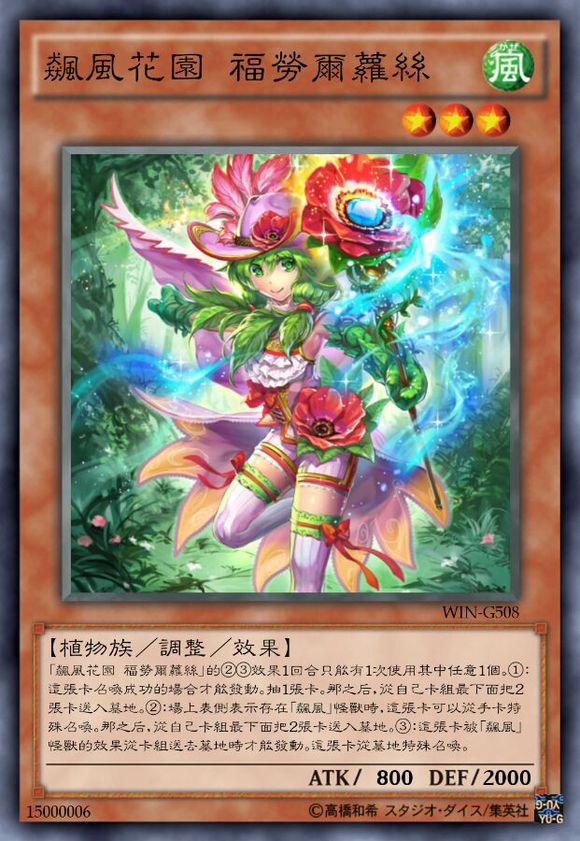 飆風花園 福勞爾蘿絲
かぜ
風
WIN-G508
【植物族／調整／效果】
「飆風花園 福勞爾蘿絲」的②③效果1回合只能有1次使用其中任意1個。①:
這張卡召喚成功的場合才能發動。抽1張卡。那之后,從自己卡組最下面把2
張卡送入墓地。②:場上表側表示存在「飆風」怪獸時,這張卡可以從手卡特
殊召喚。那之后,從自己卡組最下面把2張卡送入墓地。③:這張卡被「飆風」
怪獸的效果從卡組送去墓地時才能發動。這張卡從墓地特殊召喚。
ATK/ 800 DEF/2000
15000006
©高橋和希 スタジオ・ダイス/集英社
YU-G